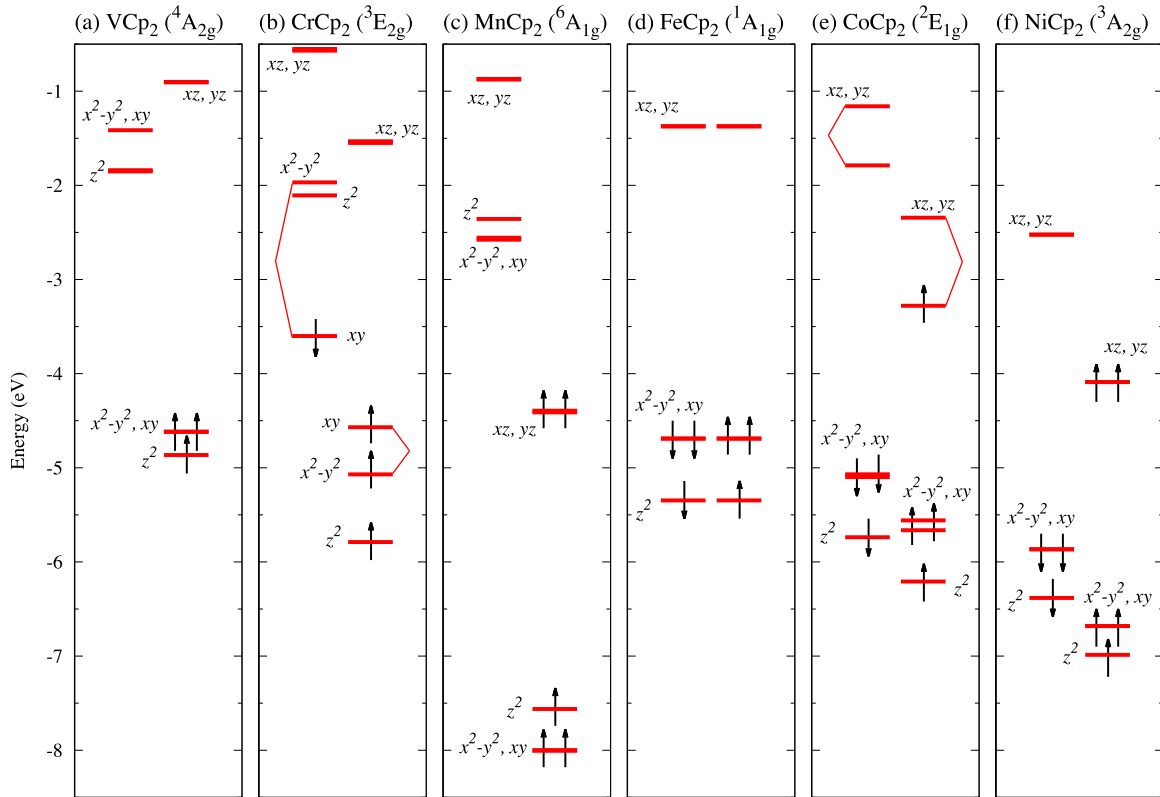 (a) VCp₂ (⁴A₂g)
(b) CrCp₂ (³E₂g)
(c) MnCp₂ (⁶A₁g)
(d) FeCp₂ (¹A₁g)
(e) CoCp₂ (²E₁g)
(f) NiCp₂ (³A₂g)
Energy (eV)
-1
-2
-3
-4
-5
-6
-7
-8
xz, yz
x²-y², xy
z²
x²-y², xy
z²
xz, yz
xz, yz
x²-y²
z²
xy
xy
x²-y²
z²
xz, yz
z²
x²-y², xy
xz, yz
z²
x²-y², xy
xz, yz
x²-y², xy
z²
xz, yz
xz, yz
x²-y², xy
x²-y², xy
z²
z²
xz, yz
xz, yz
x²-y², xy
z²
x²-y², xy
z²